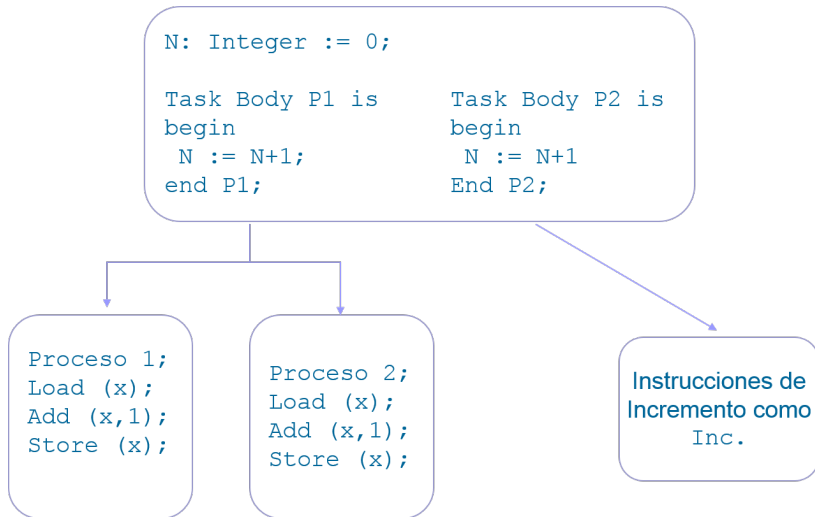 N: Integer := 0;
Task Body P1 is
begin
N := N+1;
end P1;
Task Body P2 is
begin
N := N+1
End P2;
Proceso 1;
Load (x);
Add (x,1);
Store (x);
Proceso 2;
Load (x);
Add (x,1);
Store (x);
Instrucciones de
Incremento como
Inc.